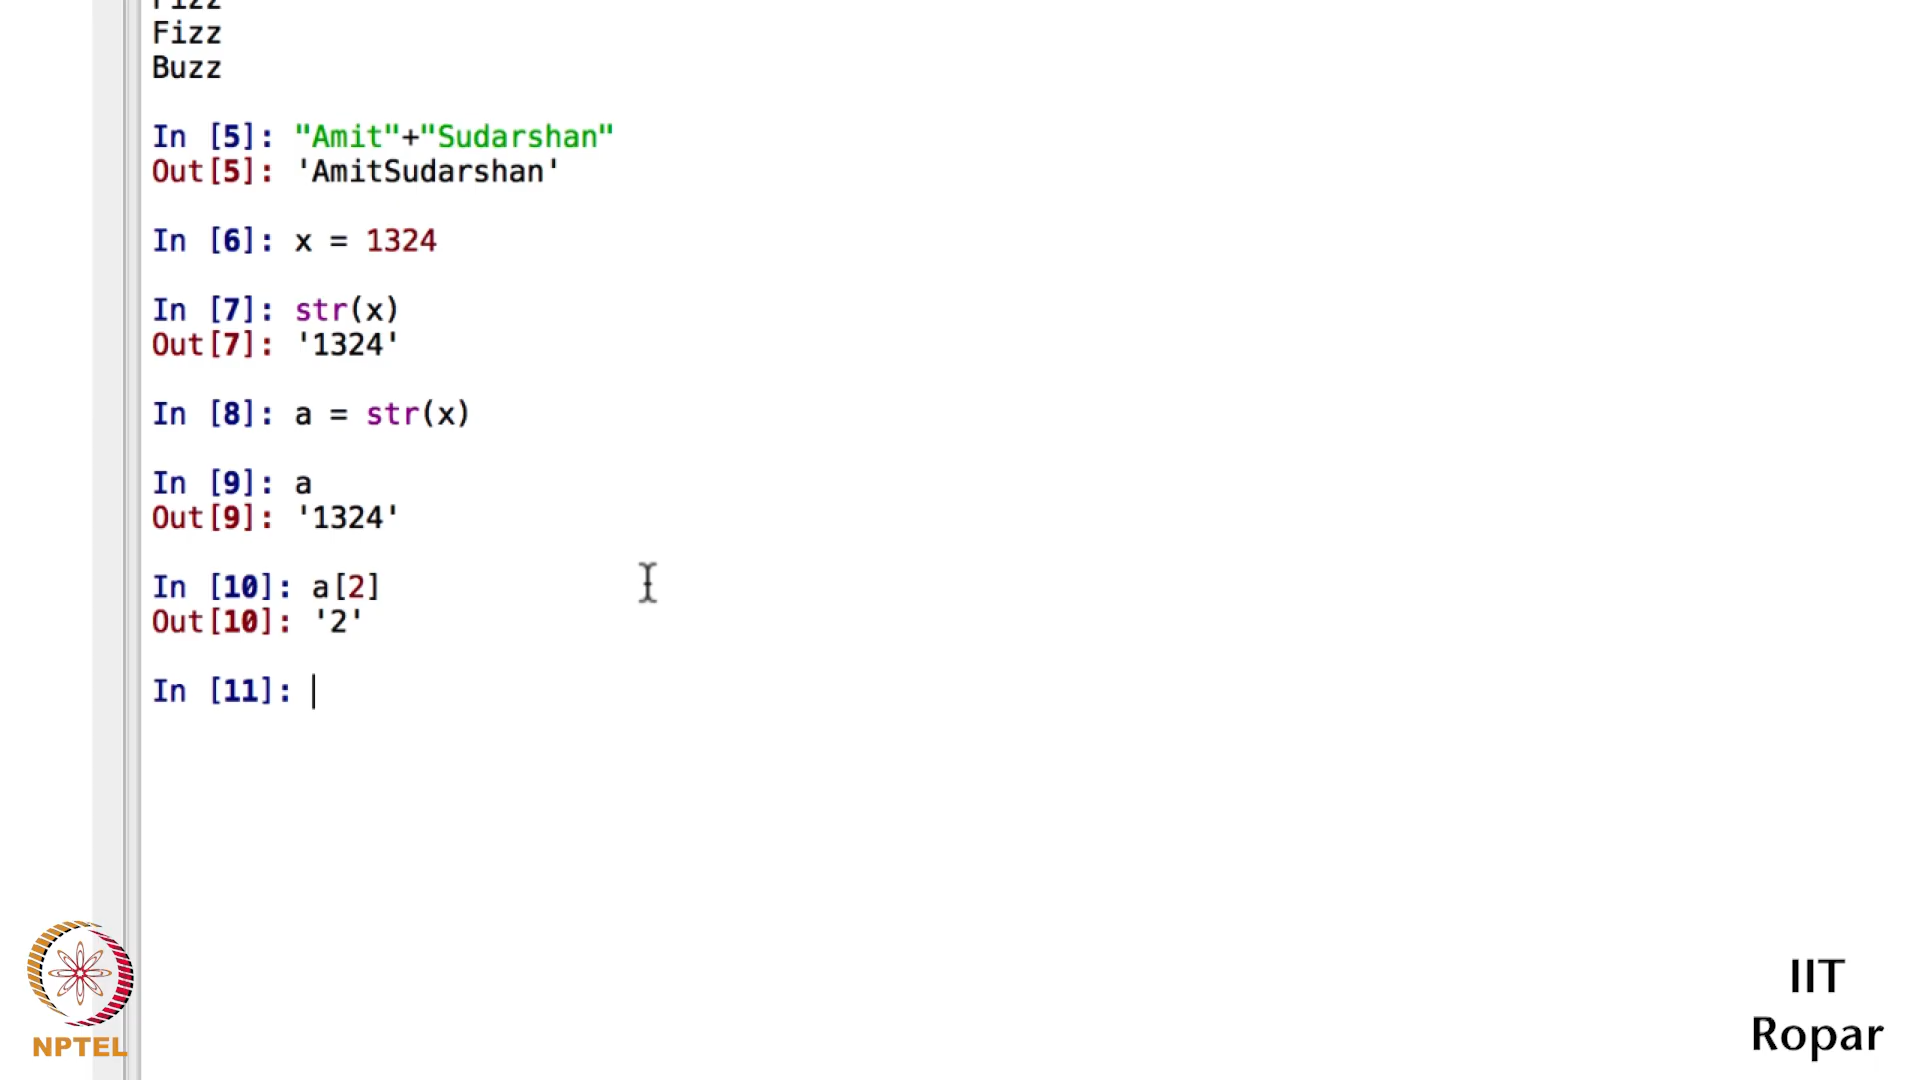 Fizz
Fizz
Buzz
In [5]: "Amit"+"Sudarshan"
Out[5]: 'AmitSudarshan'
In [6]: x = 1324
In [7]: str(x)
Out[7]: '1324'
In [8]: a = str(x)
In [9]: a
Out[9]: '1324'
In [10]: a[2]
Out[10]: '2'
In [11]:
NPTEL
IIT
Ropar